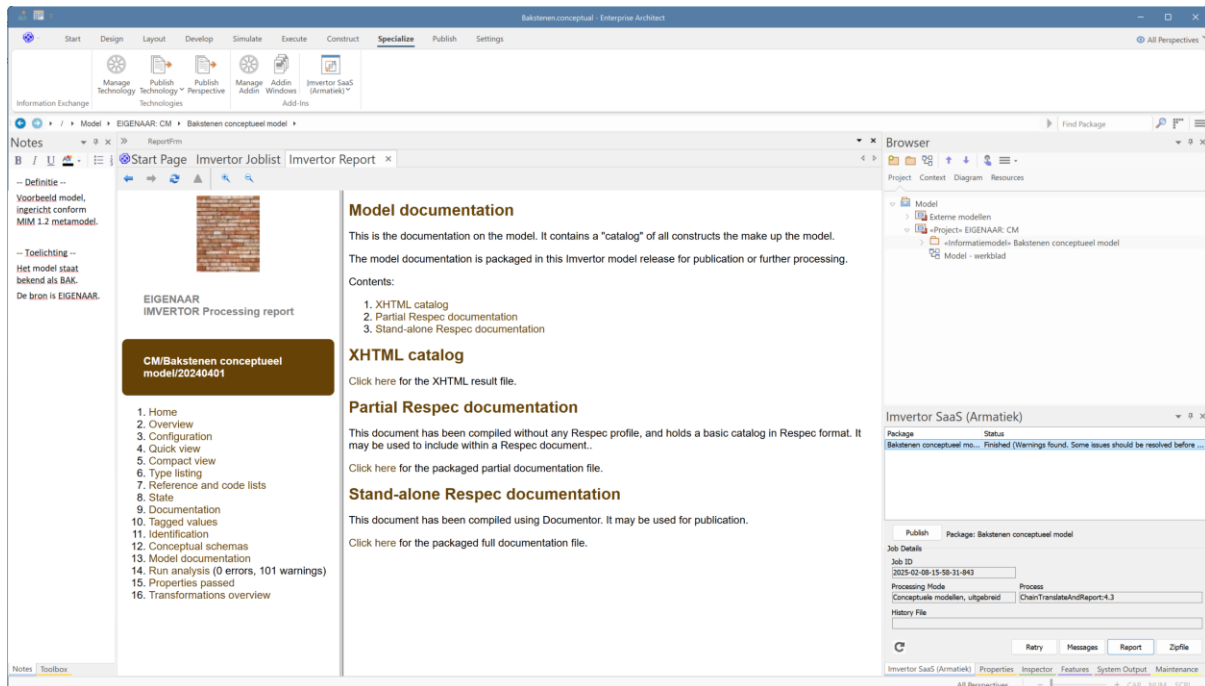 Bakstenen.conceptual - Enterprise Architect
Start Design Layout Develop Simulate Execute Construct Specialize Publish Settings
All Perspectives
Manage Technology
Publish Technology
Publish Perspective
Manage Addin
Addin Windows
Imvertor SaaS (Armatiek)
Information Exchange
Technologies
Add-Ins
/ Model EIGENAAR: CM Bakstenen conceptueel model
Find Package
Notes
B I U
-- Definitie --
Voorbeeld model,
ingericht conform
MIM 1.2 metamodel.
-- Toelichting --
Het model staat
bekend als BAK.
De bron is EIGENAAR.
Notes Toolbox
ReportFrm
Start Page Imvertor Joblist Imvertor Report
EIGENAAR
IMVERTOR Processing report
CM/Bakstenen conceptueel
model/20240401
1. Home
2. Overview
3. Configuration
4. Quick view
5. Compact view
6. Type listing
7. Reference and code lists
8. State
9. Documentation
10. Tagged values
11. Identification
12. Conceptual schemas
13. Model documentation
14. Run analysis (0 errors, 101 warnings)
15. Properties passed
16. Transformations overview
Model documentation
This is the documentation on the model. It contains a "catalog" of all constructs the make up the model.
The model documentation is packaged in this Imvertor model release for publication or further processing.
Contents:
1. XHTML catalog
2. Partial Respec documentation
3. Stand-alone Respec documentation
XHTML catalog
Click here for the XHTML result file.
Partial Respec documentation
This document has been compiled without any Respec profile, and holds a basic catalog in Respec format. It
may be used to include within a Respec document..
Click here for the packaged partial documentation file.
Stand-alone Respec documentation
This document has been compiled using Documentor. It may be used for publication.
Click here for the packaged full documentation file.
Browser
Project Context Diagram Resources
Model
Externe modellen
«Project» EIGENAAR: CM
«Informatiemodel» Bakstenen conceptueel model
Model - werkblad
Imvertor SaaS (Armatiek)
Package Status
Bakstenen conceptueel mo... Finished (Warnings found. Some issues should be resolved before ...
Publish Package: Bakstenen conceptueel model
Job Details
Job ID
2025-02-08-15-58-31-843
Processing Mode Process
Conceptuele modellen, uitgebreid ChainTranslateAndReport:4.3
History File
Retry Messages Report Zipfile
Imvertor SaaS (Armatiek) Properties Inspector Features System Output Maintenance
All Perspectives CAP NUM SCRL